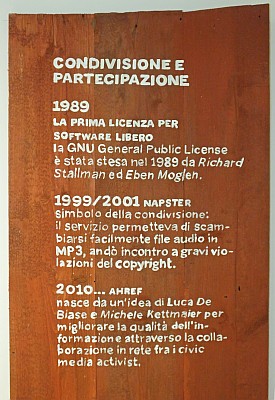 CONDIVISIONE E
PARTECIPAZIONE
1989
LA PRIMA LICENZA PER
SOFTWARE LIBERO
la GNU General Public License
è stata stesa nel 1989 da Richard
Stallman ed Eben Moglen.
1999/2001 NAPSTER
simbolo della condivisione:
il servizio permetteva di scam-
biarsi facilmente file audio in
MP3, andò incontro a gravi vio-
lazioni del copyright.
2010... AHREF
nasce da un'idea di Luca De
Biase e Michele Kettmaier per
migliorare la qualità dell'in-
formazione attraverso la colla-
borazione in rete fra i civic
media activist.